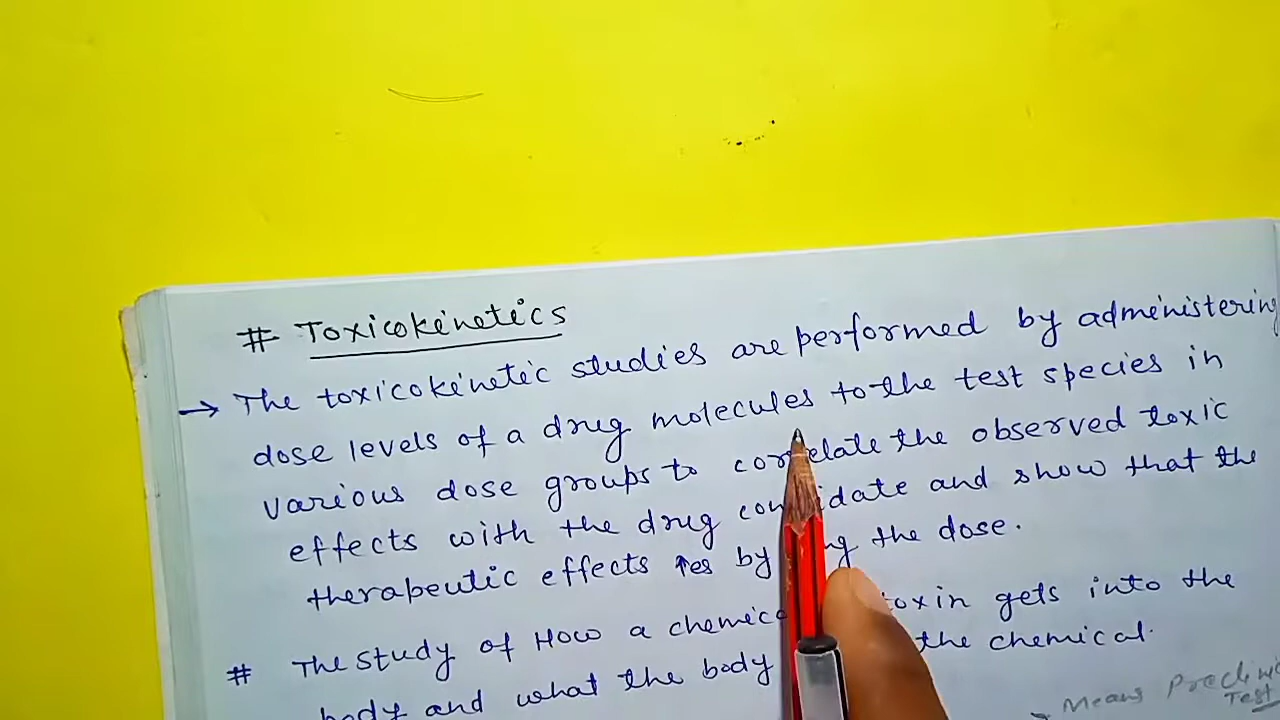 # Toxicokinetics
→ The toxicokinetic studies are performed by administering
dose levels of a drug molecules to the test species in
various dose groups to correlate the observed toxic
effects with the drug candidate and show that the
therapeutic effects ↑es by the dose.
# The study of How a toxin gets into the
body and what the body the chemical.
Means
Test